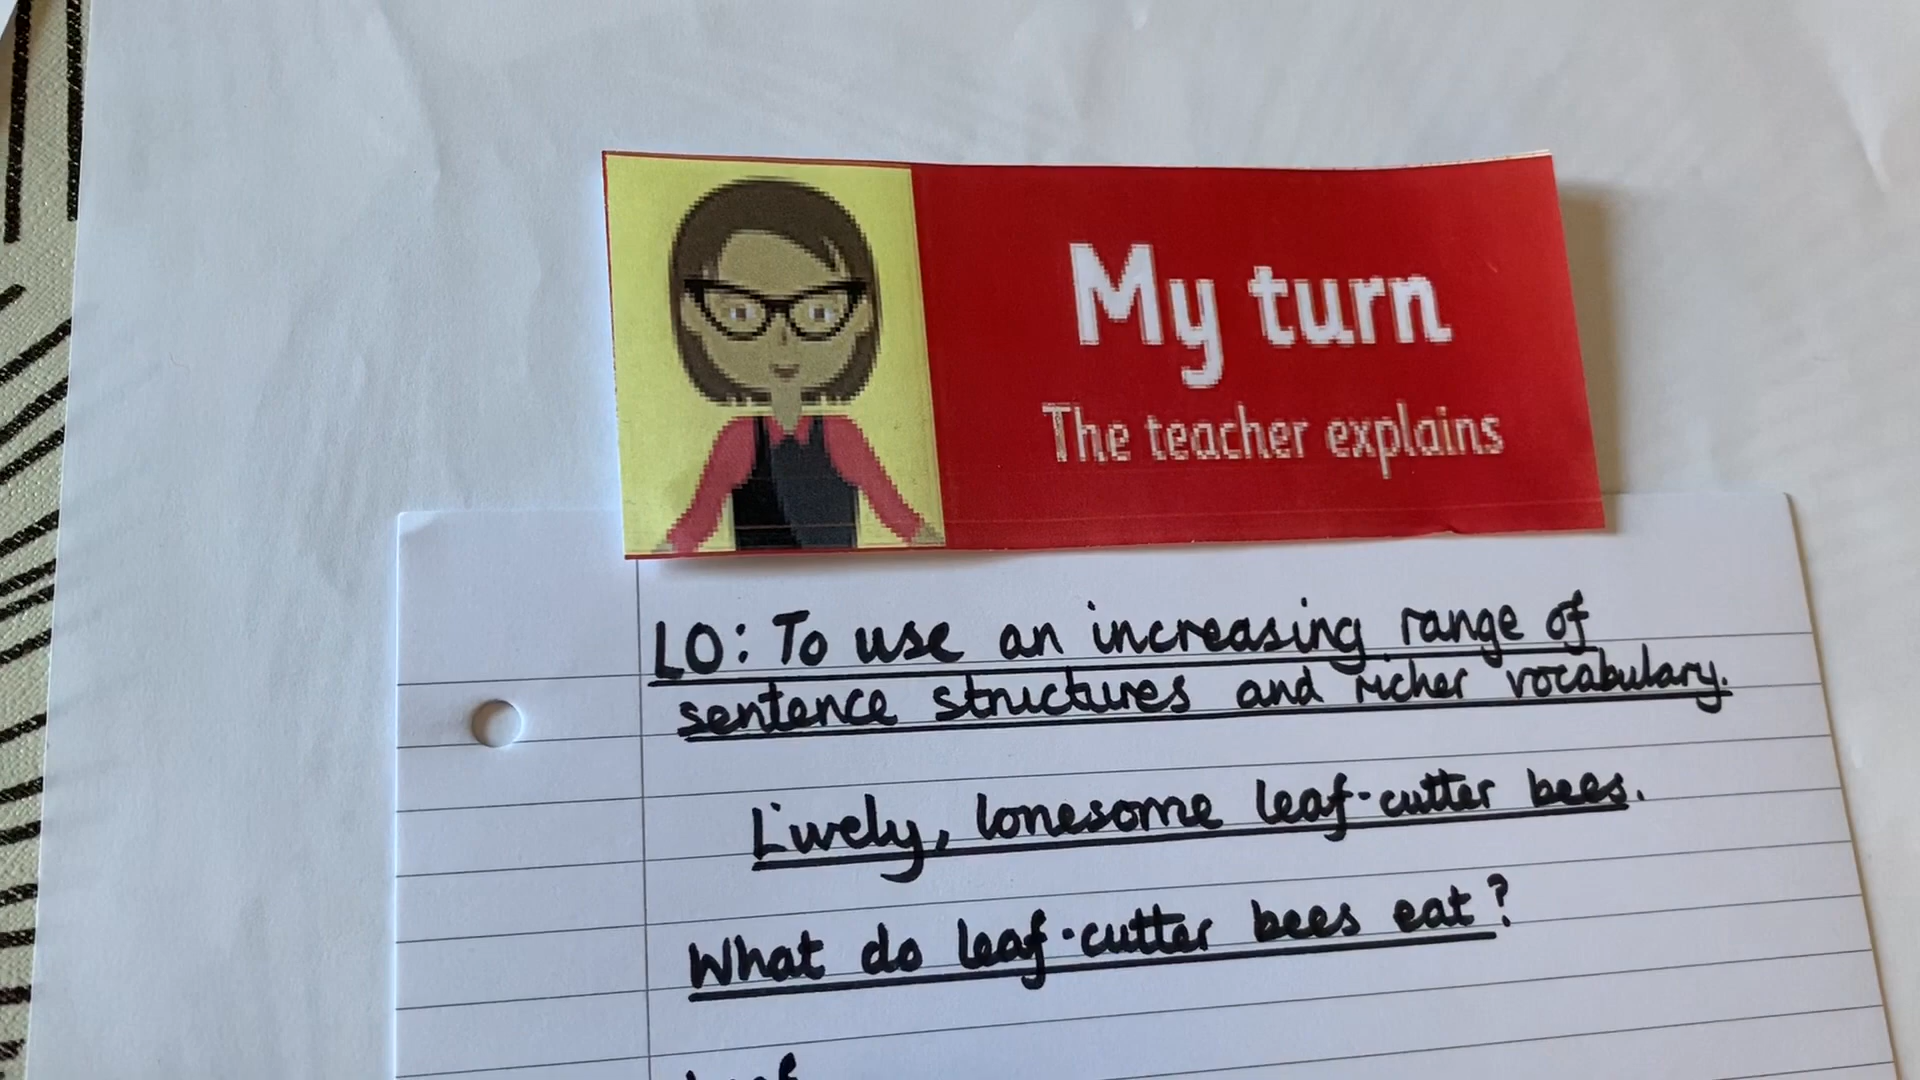 My turn
The teacher explains
LO: To use an increasing range of
sentence structures and richer vocabulary.
Lively, lonesome leaf-cutter bees.
What do leaf-cutter bees eat?